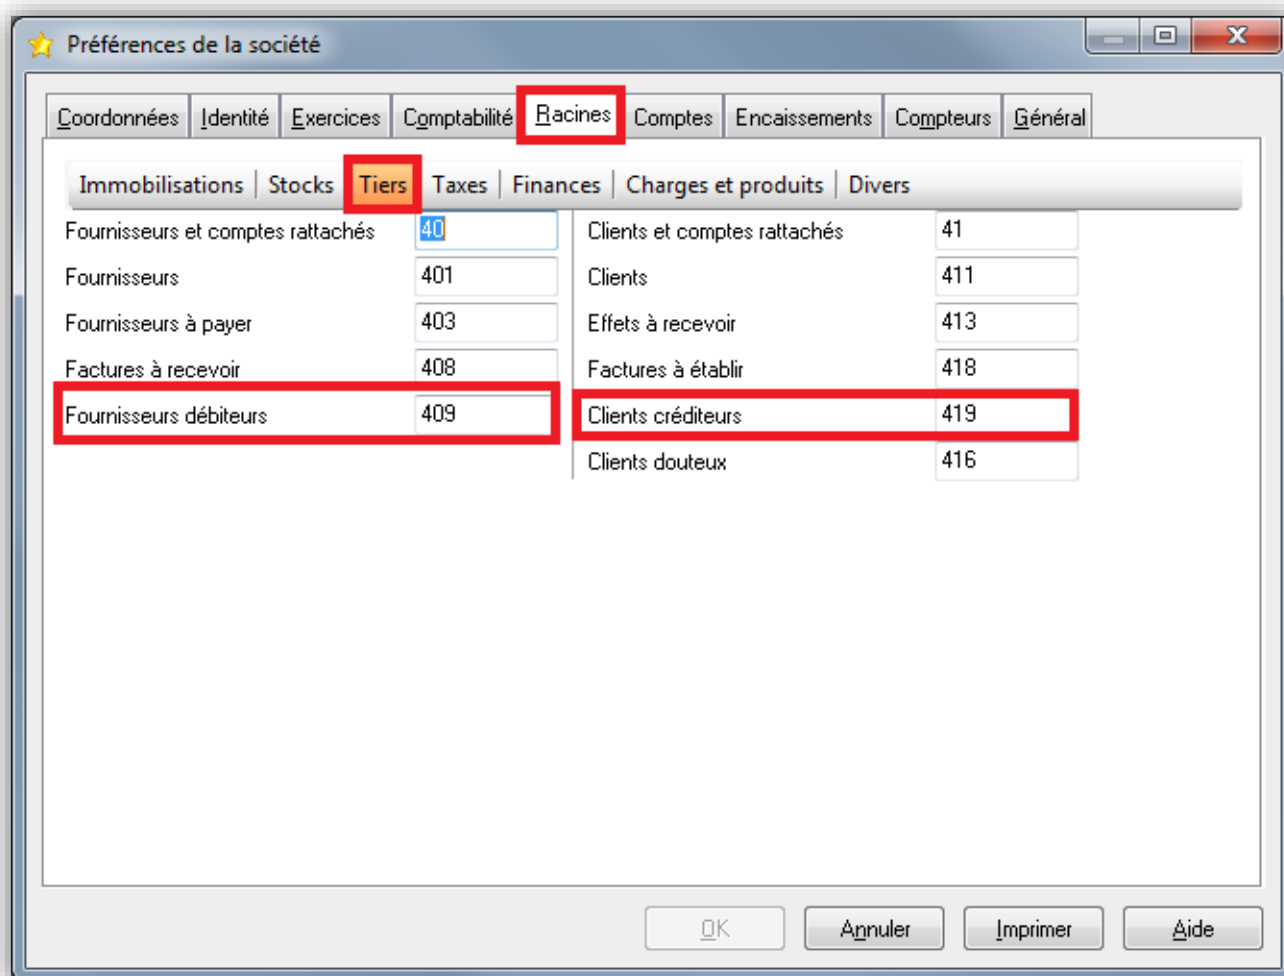 Préférences de la société
Coordonnées Identité Exercices Comptabilité Racines Comptes Encaissements Compteurs Général
Immobilisations Stocks Tiers Taxes Finances Charges et produits Divers
Fournisseurs et comptes rattachés 40 Clients et comptes rattachés 41
Fournisseurs 401 Clients 411
Fournisseurs à payer 403 Effets à recevoir 413
Factures à recevoir 408 Factures à établir 418
Fournisseurs débiteurs 409 Clients créditeurs 419
Clients douteux 416
OK Annuler Imprimer Aide